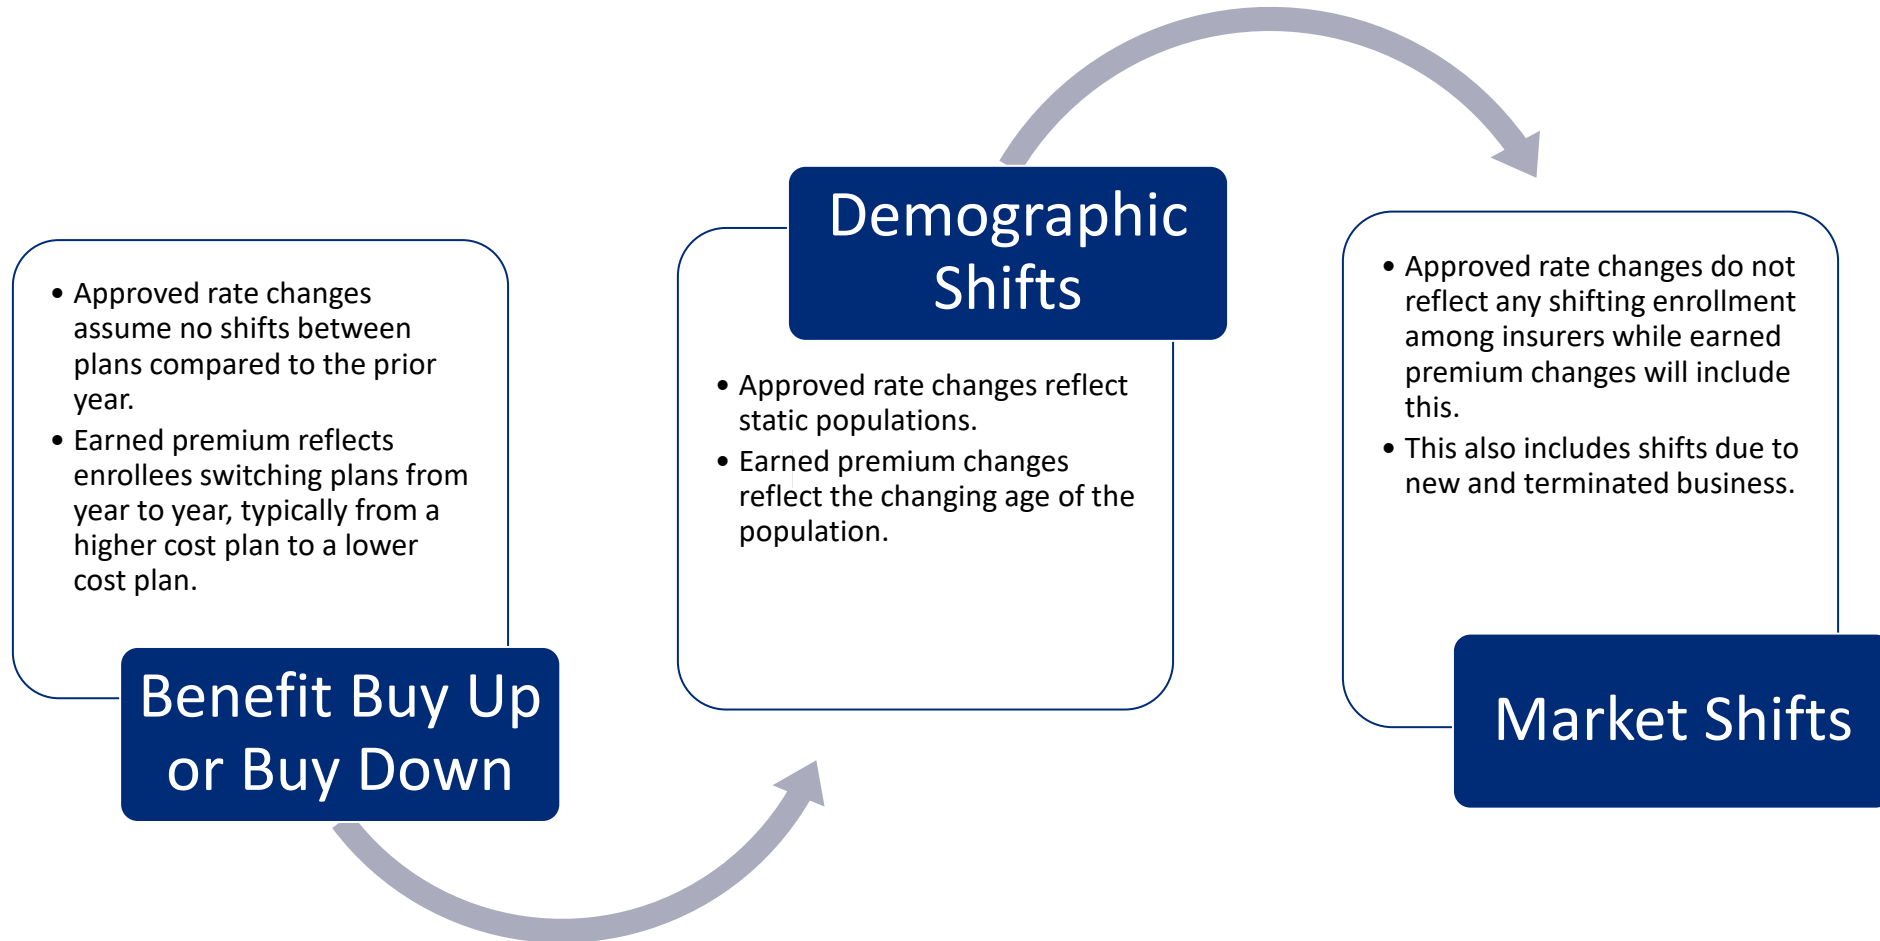 • Approved rate changes
assume no shifts between
plans compared to the prior
year.
• Earned premium reflects
enrollees switching plans from
year to year, typically from a
higher cost plan to a lower
cost plan.
Benefit Buy Up
or Buy Down
Demographic
Shifts
• Approved rate changes reflect
static populations.
• Earned premium changes
reflect the changing age of the
population.
• Approved rate changes do not
reflect any shifting enrollment
among insurers while earned
premium changes will include
this.
• This also includes shifts due to
new and terminated business.
Market Shifts